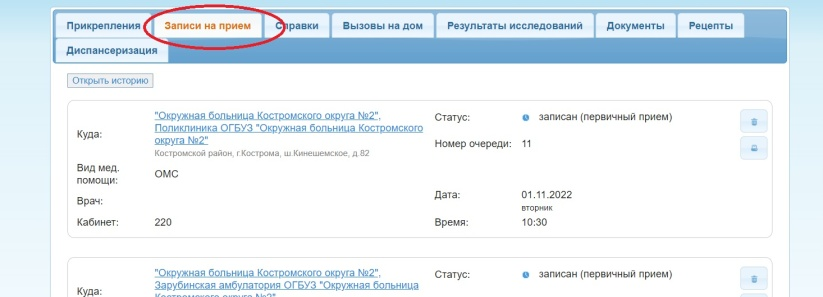 Прикрепления Записи на прием Справки Вызовы на дом Результаты исследований Документы Рецепты
Диспансеризация
Открыть историю
Куда: "Окружная больница Костромского округа №2",
Поликлиника ОГБУЗ "Окружная больница Костромского
округа №2"
Костромской район, г.Кострома, ш.Кинешемское, д.82
Вид мед.
помощи: ОМС
Врач:
Кабинет: 220
Статус: записан (первичный прием)
Номер очереди: 11
Дата: 01.11.2022
вторник
Время: 10:30
Куда: "Окружная больница Костромского округа №2",
Зарубинская амбулатория ОГБУЗ "Окружная больница
Костромского округа №2"
Статус: записан (первичный прием)